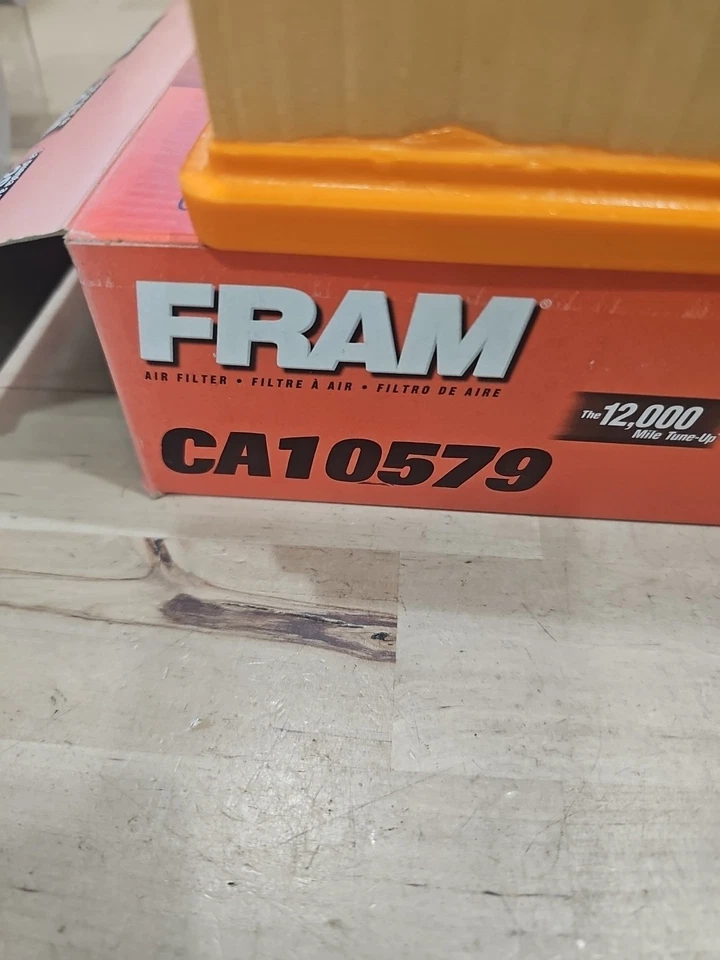 FRAM®
AIR FILTER • FILTRE À AIR • FILTRO DE AIRE
The 12,000
Mile Tune-Up
CA10579